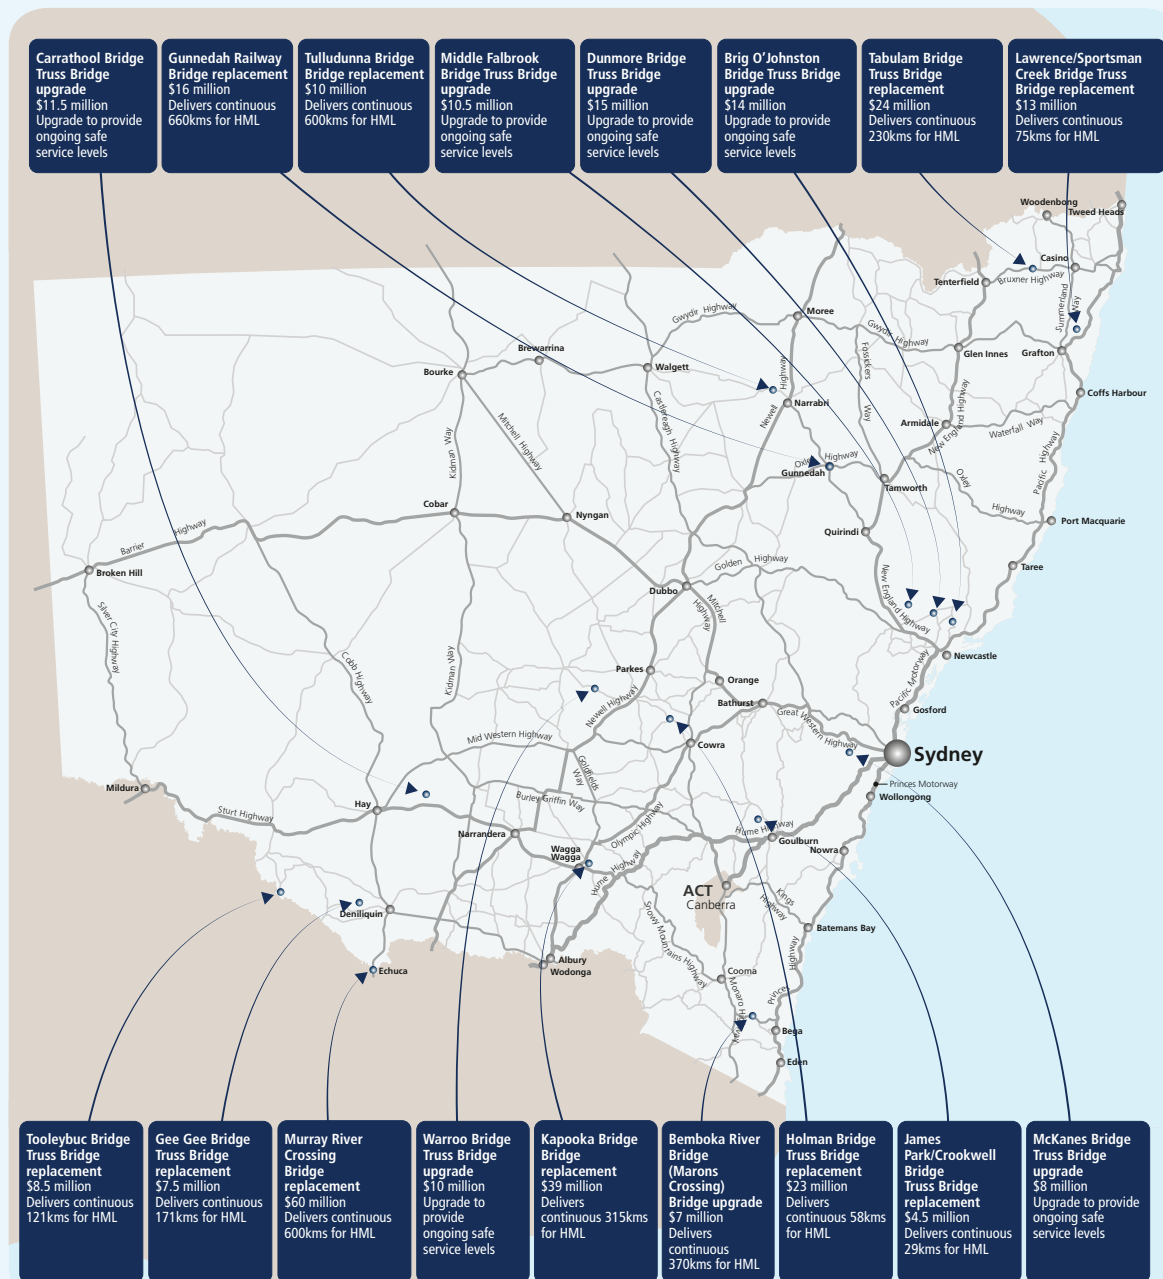 Carrathool Bridge
Truss Bridge
upgrade
$11.5 million
Upgrade to provide
ongoing safe
service levels
Gunnedah Railway
Bridge replacement
$16 million
Delivers continuous
660kms for HML
Tulludunna Bridge
Bridge replacement
$10 million
Delivers continuous
600kms for HML
Middle Falbrook
Bridge Truss Bridge
upgrade
$10.5 million
Upgrade to provide
ongoing safe
service levels
Dunmore Bridge
Truss Bridge
upgrade
$15 million
Upgrade to provide
ongoing safe
service levels
Brig O’Johnston
Bridge Truss Bridge
upgrade
$14 million
Upgrade to provide
ongoing safe
service levels
Tabulam Bridge
Truss Bridge
replacement
$24 million
Delivers continuous
230kms for HML
Lawrence/Sportsman
Creek Bridge Truss
Bridge replacement
$13 million
Delivers continuous
75kms for HML
Woodenbong
Tweed Heads
Casino
Tenterfield
Bruxner Highway
Summerland Way
Moree
Gwydir Highway
Gwydir Highway
Glen Innes
Grafton
Brewarrina
Bourke
Walgett
Fossickers Way
Coffs Harbour
Narrabri
Newell Highway
Armidale
New England Highway
Waterfall Way
Pacific Highway
Kidman Way
Mitchell Highway
Castlereagh Highway
Oxley Highway
Gunnedah
Tamworth
Oxley Highway
Cobar
Nyngan
Port Macquarie
Quirindi
Barrier Highway
Broken Hill
Golden Highway
Taree
Dubbo
Mitchell Highway
New England Highway
Silver City Highway
Cobb Highway
Kidman Way
Newcastle
Parkes
Orange
Newell Highway
Bathurst
Pacific Motorway
Gosford
Great Western Highway
Mid Western Highway
Cowra
Sydney
Goldfields Way
Princes Motorway
Wollongong
Mildura
Hay
Sturt Highway
Burley Griffin Way
Olympic Highway
Narrandera
Hume Highway
Goulburn
Nowra
Wagga
Wagga
Hume Highway
ACT
Canberra
Kings Highway
Deniliquin
Batemans Bay
Snowy Mountains Highway
Albury
Wodonga
Echuca
Cooma
Monaro Highway
Princes Highway
Bega
Eden
Tooleybuc Bridge
Truss Bridge
replacement
$8.5 million
Delivers continuous
121kms for HML
Gee Gee Bridge
Truss Bridge
replacement
$7.5 million
Delivers continuous
171kms for HML
Murray River
Crossing
Bridge
replacement
$60 million
Delivers continuous
600kms for HML
Warroo Bridge
Truss Bridge
upgrade
$10 million
Upgrade to
provide
ongoing safe
service levels
Kapooka Bridge
Bridge
replacement
$39 million
Delivers
continuous 315kms
for HML
Bemboka River
Bridge
(Marons
Crossing)
Bridge upgrade
$7 million
Delivers
continuous
370kms for HML
Holman Bridge
Truss Bridge
replacement
$23 million
Delivers
continuous 58kms
for HML
James
Park/Crookwell
Bridge
Truss Bridge
replacement
$4.5 million
Delivers continuous
29kms for HML
McKanes Bridge
Truss Bridge
upgrade
$8 million
Upgrade to provide
ongoing safe
service levels